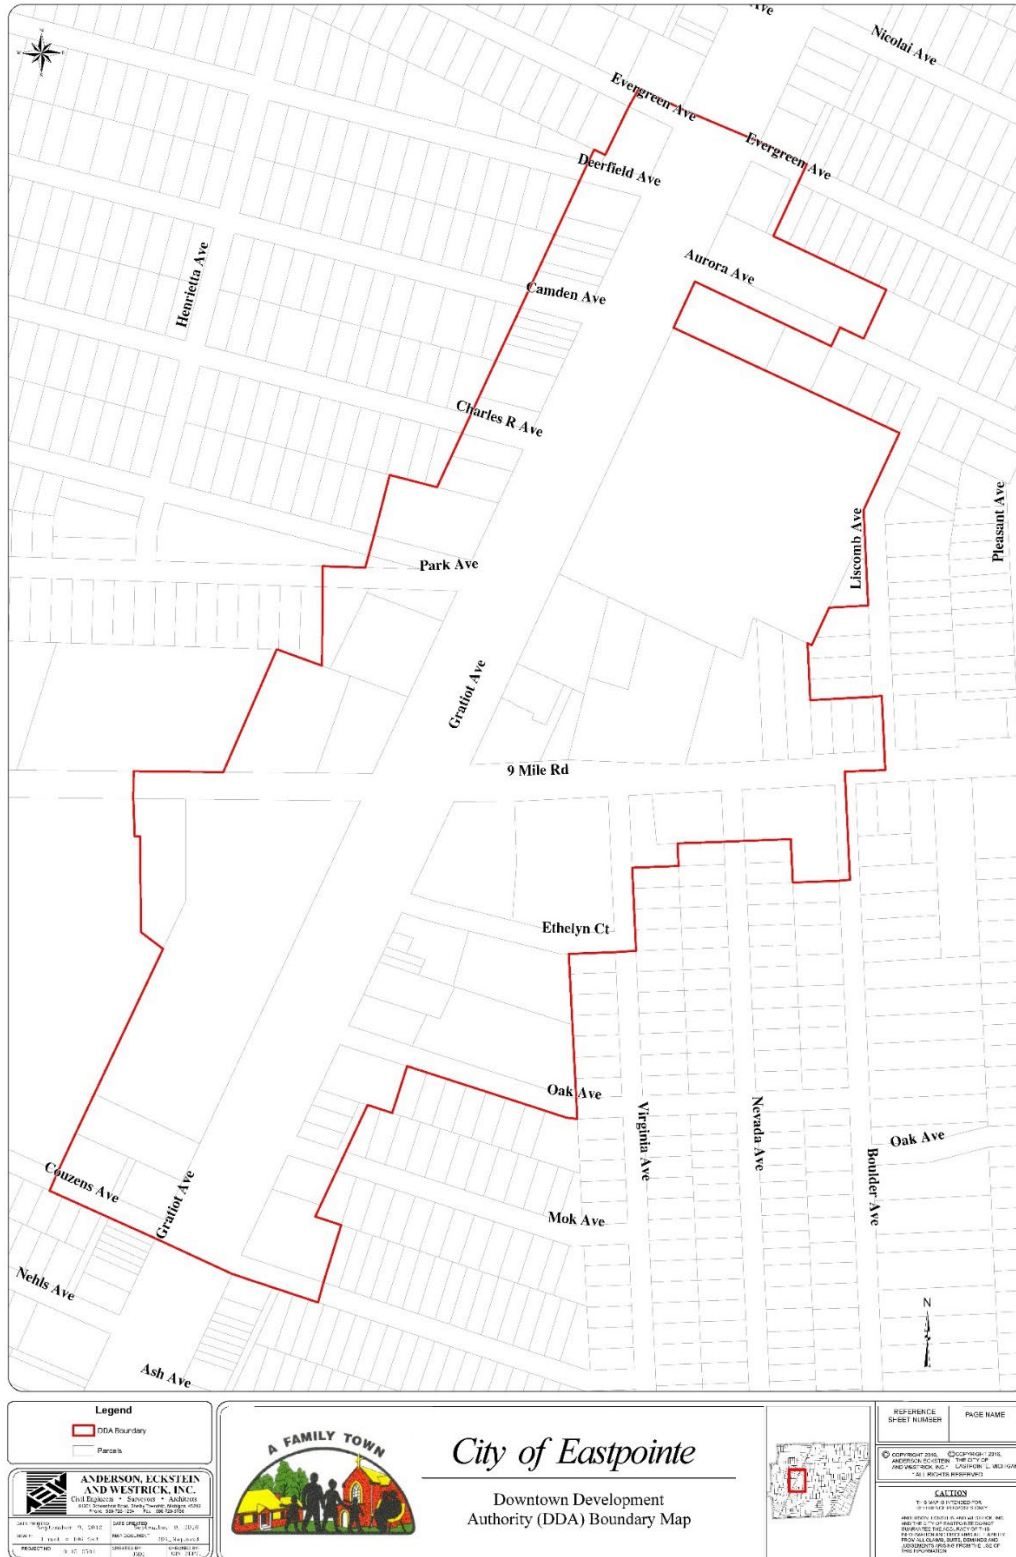 Nicolai Ave
Evergreen Ave
Evergreen Ave
Deerfield Ave
Aurora Ave
Henrietta Ave
Camden Ave
Charles R Ave
Pleasant Ave
Liscomb Ave
Park Ave
Gratiot Ave
9 Mile Rd
Ethelyn Ct
Oak Ave
Virginia Ave
Nevada Ave
Oak Ave
Boulder Ave
Couzens Ave
Gratiot Ave
Mok Ave
Nehls Ave
Ash Ave
N
Legend
DDA Boundary
Parcels
ANDERSON, ECKSTEIN
AND WESTRICK, INC.
Civil Engineers • Surveyors • Architects
A FAMILY TOWN
City of Eastpointe
Downtown Development
Authority (DDA) Boundary Map
REFERENCE
SHEET NUMBER
PAGE NAME
CAUTION